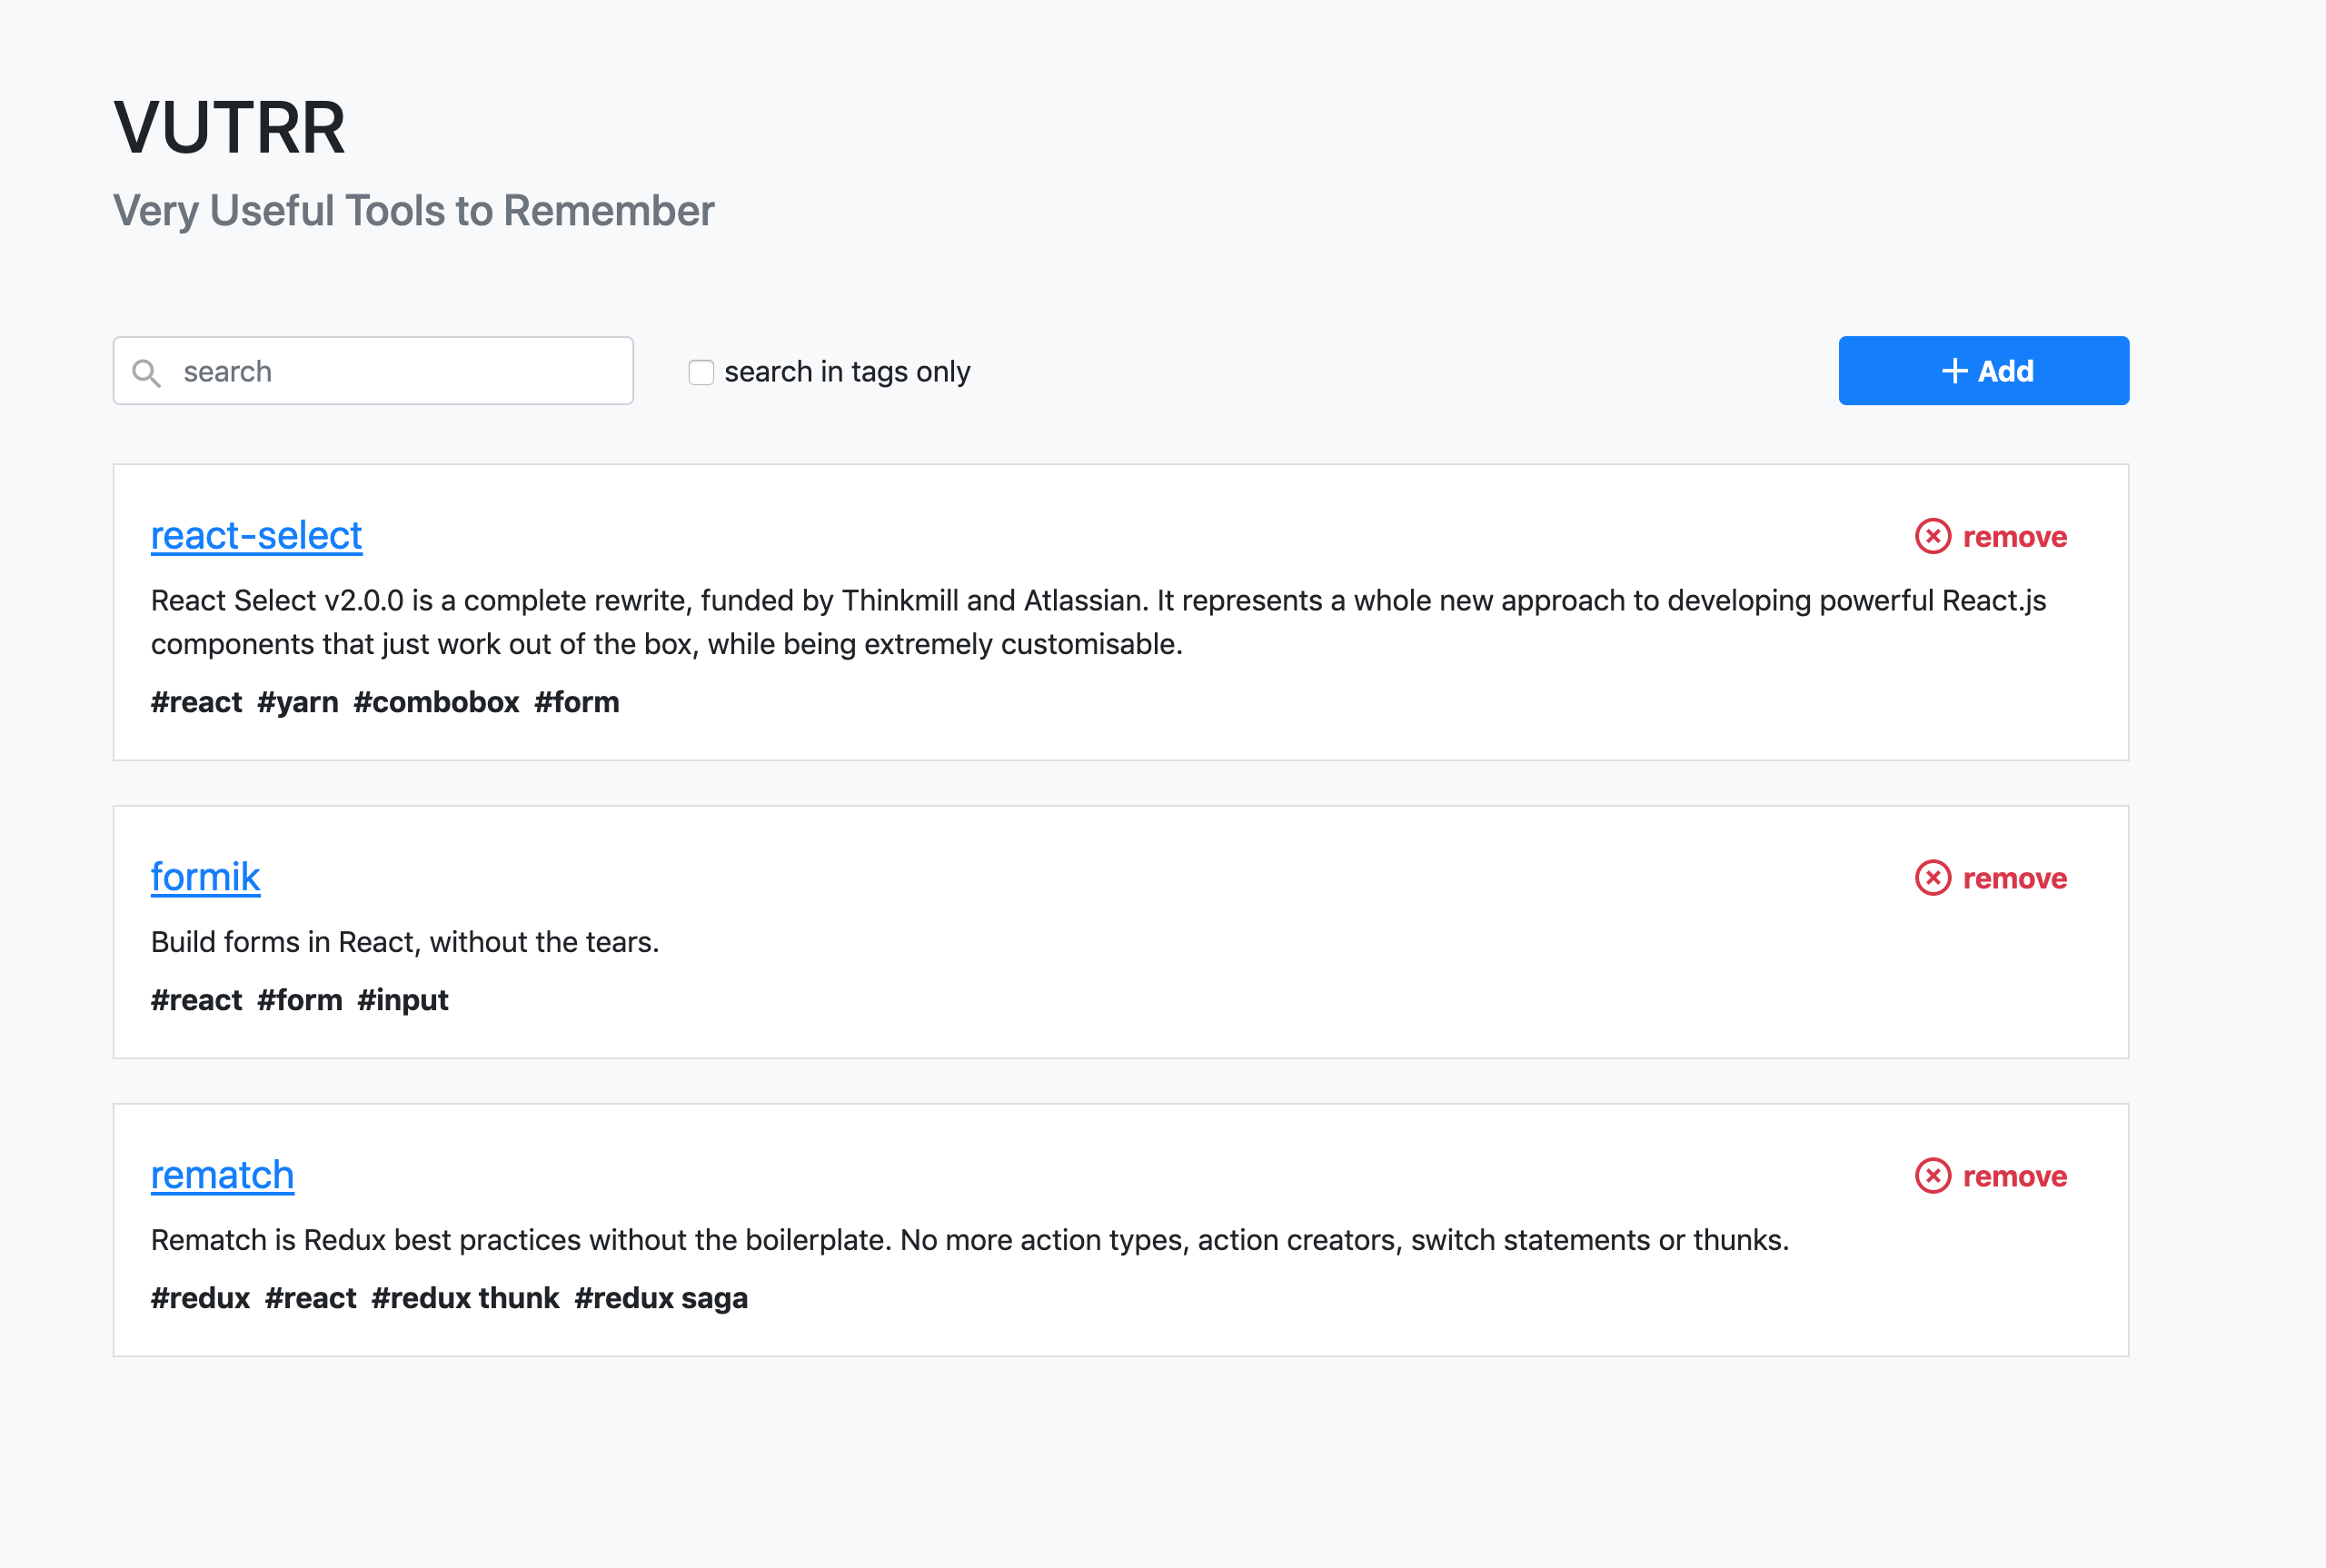 VUTRR
Very Useful Tools to Remember
search
search in tags only
+ Add
react-select
remove
React Select v2.0.0 is a complete rewrite, funded by Thinkmill and Atlassian. It represents a whole new approach to developing powerful React.js
components that just work out of the box, while being extremely customisable.
#react #yarn #combobox #form
formik
remove
Build forms in React, without the tears.
#react #form #input
rematch
remove
Rematch is Redux best practices without the boilerplate. No more action types, action creators, switch statements or thunks.
#redux #react #redux thunk #redux saga